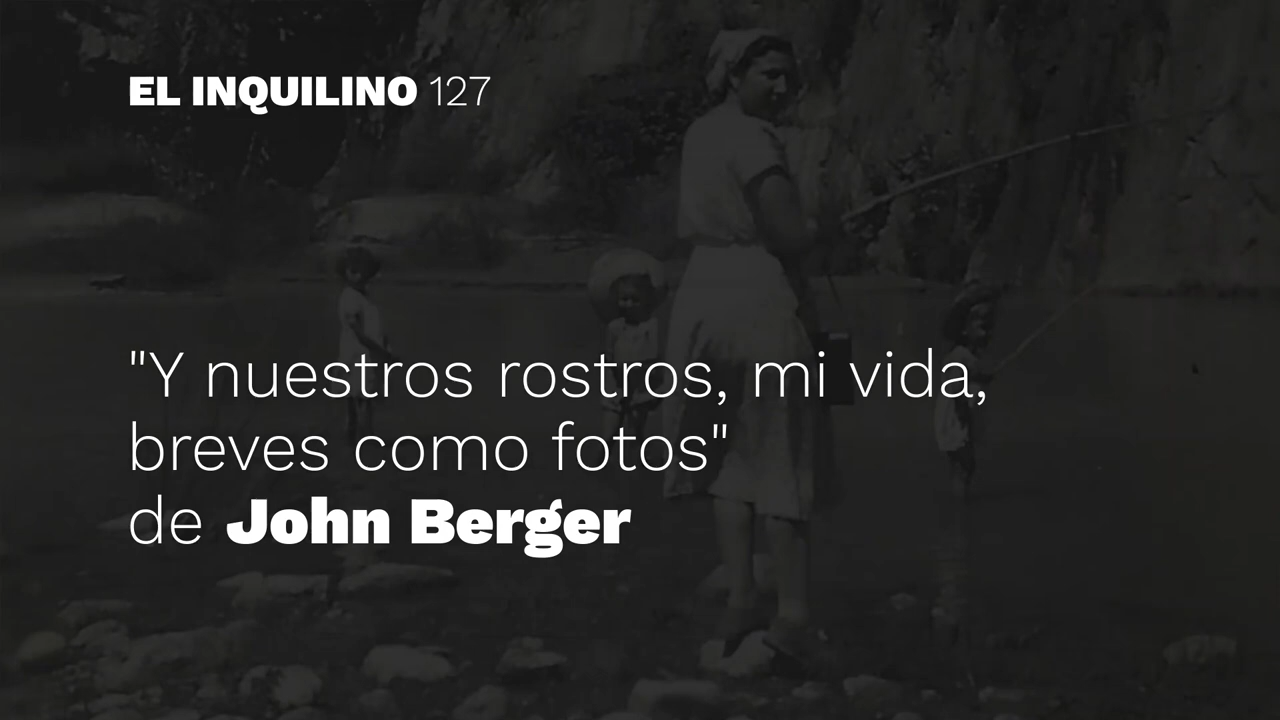 EL INQUILINO 127
"Y nuestros rostros, mi vida,
breves como fotos"
de John Berger